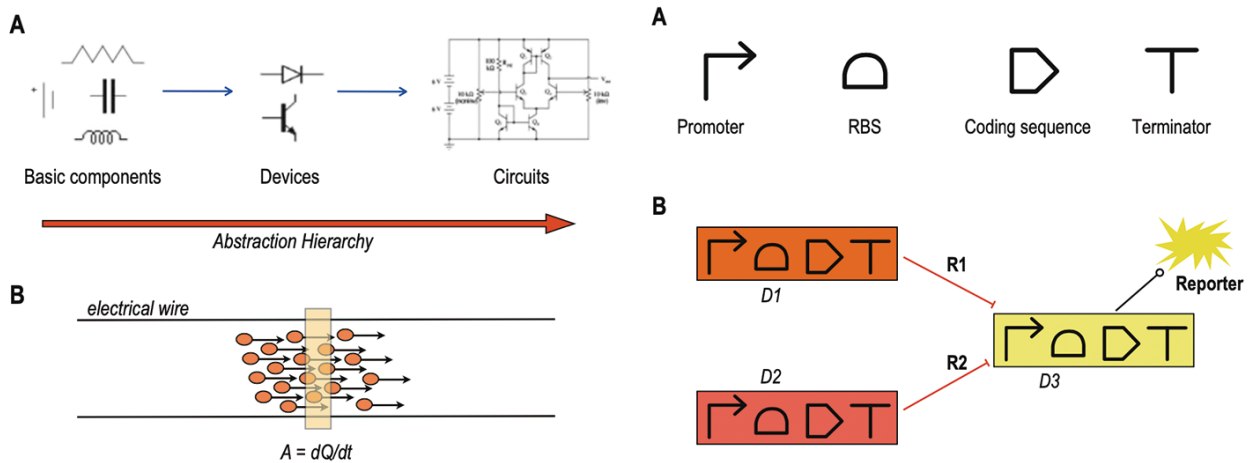 A
Basic components
Devices
Circuits
Abstraction Hierarchy
B
electrical wire
A = dQ/dt
A
Promoter
RBS
Coding sequence
Terminator
B
D1
R1
Reporter
D2
R2
D3